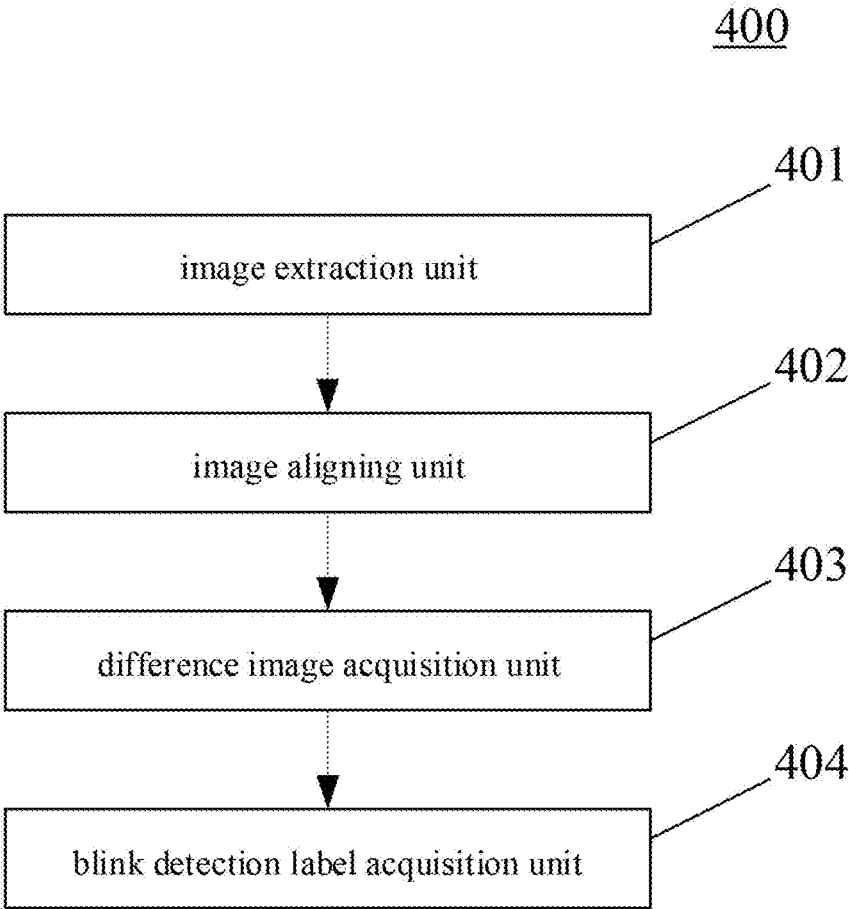 400
401
image extraction unit
402
image aligning unit
403
difference image acquisition unit
404
blink detection label acquisition unit